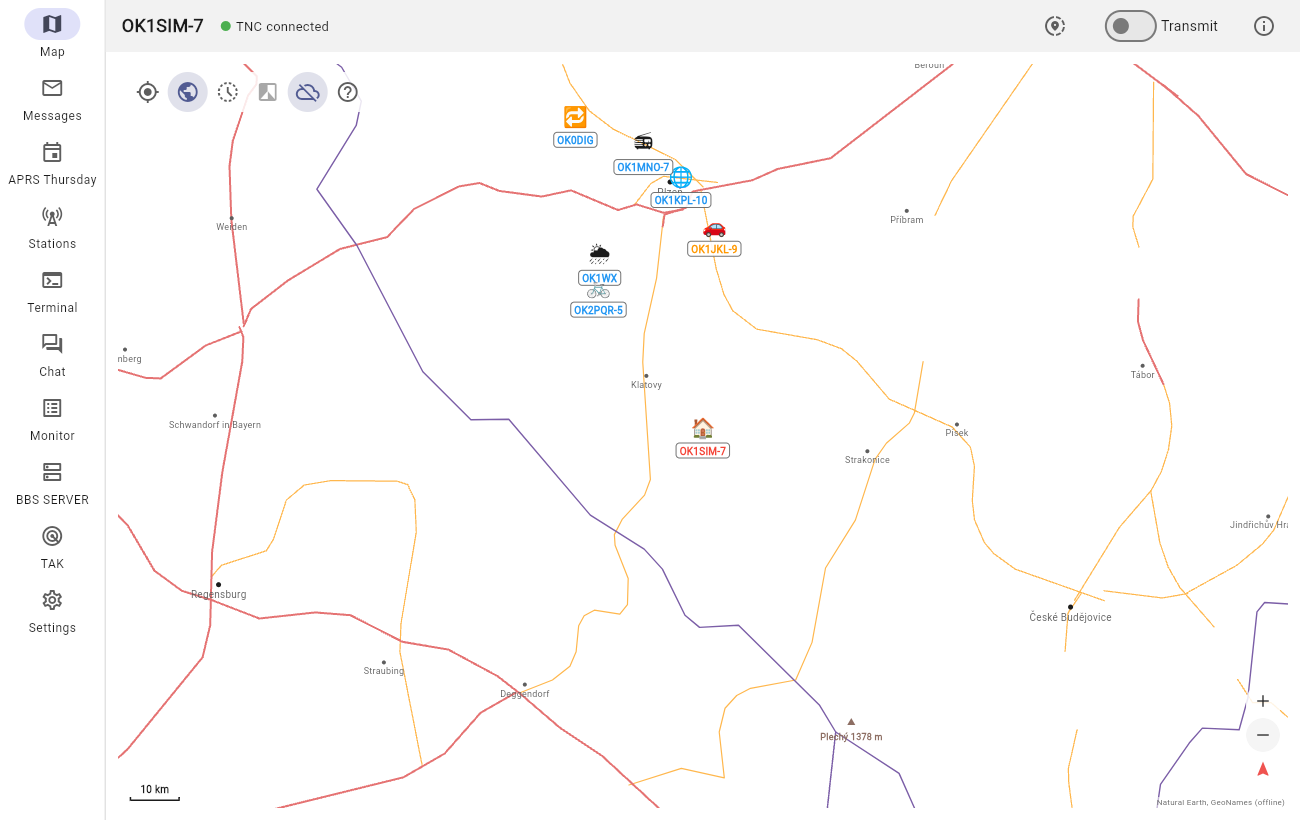 OK1SIM-7
TNC connected
Transmit
Map
Messages
APRS Thursday
Stations
Terminal
Chat
Monitor
BBS SERVER
TAK
Settings
Beroun
OK0DIG
OK1MNO-7
Plzen
OK1KPL-10
Příbram
Weiden
OK1JKL-9
OK1WX
OK2PQR-5
nberg
Tábor
Klatovy
Schwandorf in Bayern
Písek
OK1SIM-7
Strakonice
Jindřichův Hra
Regensburg
České Budějovice
Straubing
Deggendorf
Plechý 1378 m
10 km
Natural Earth, GeoNames (offline)